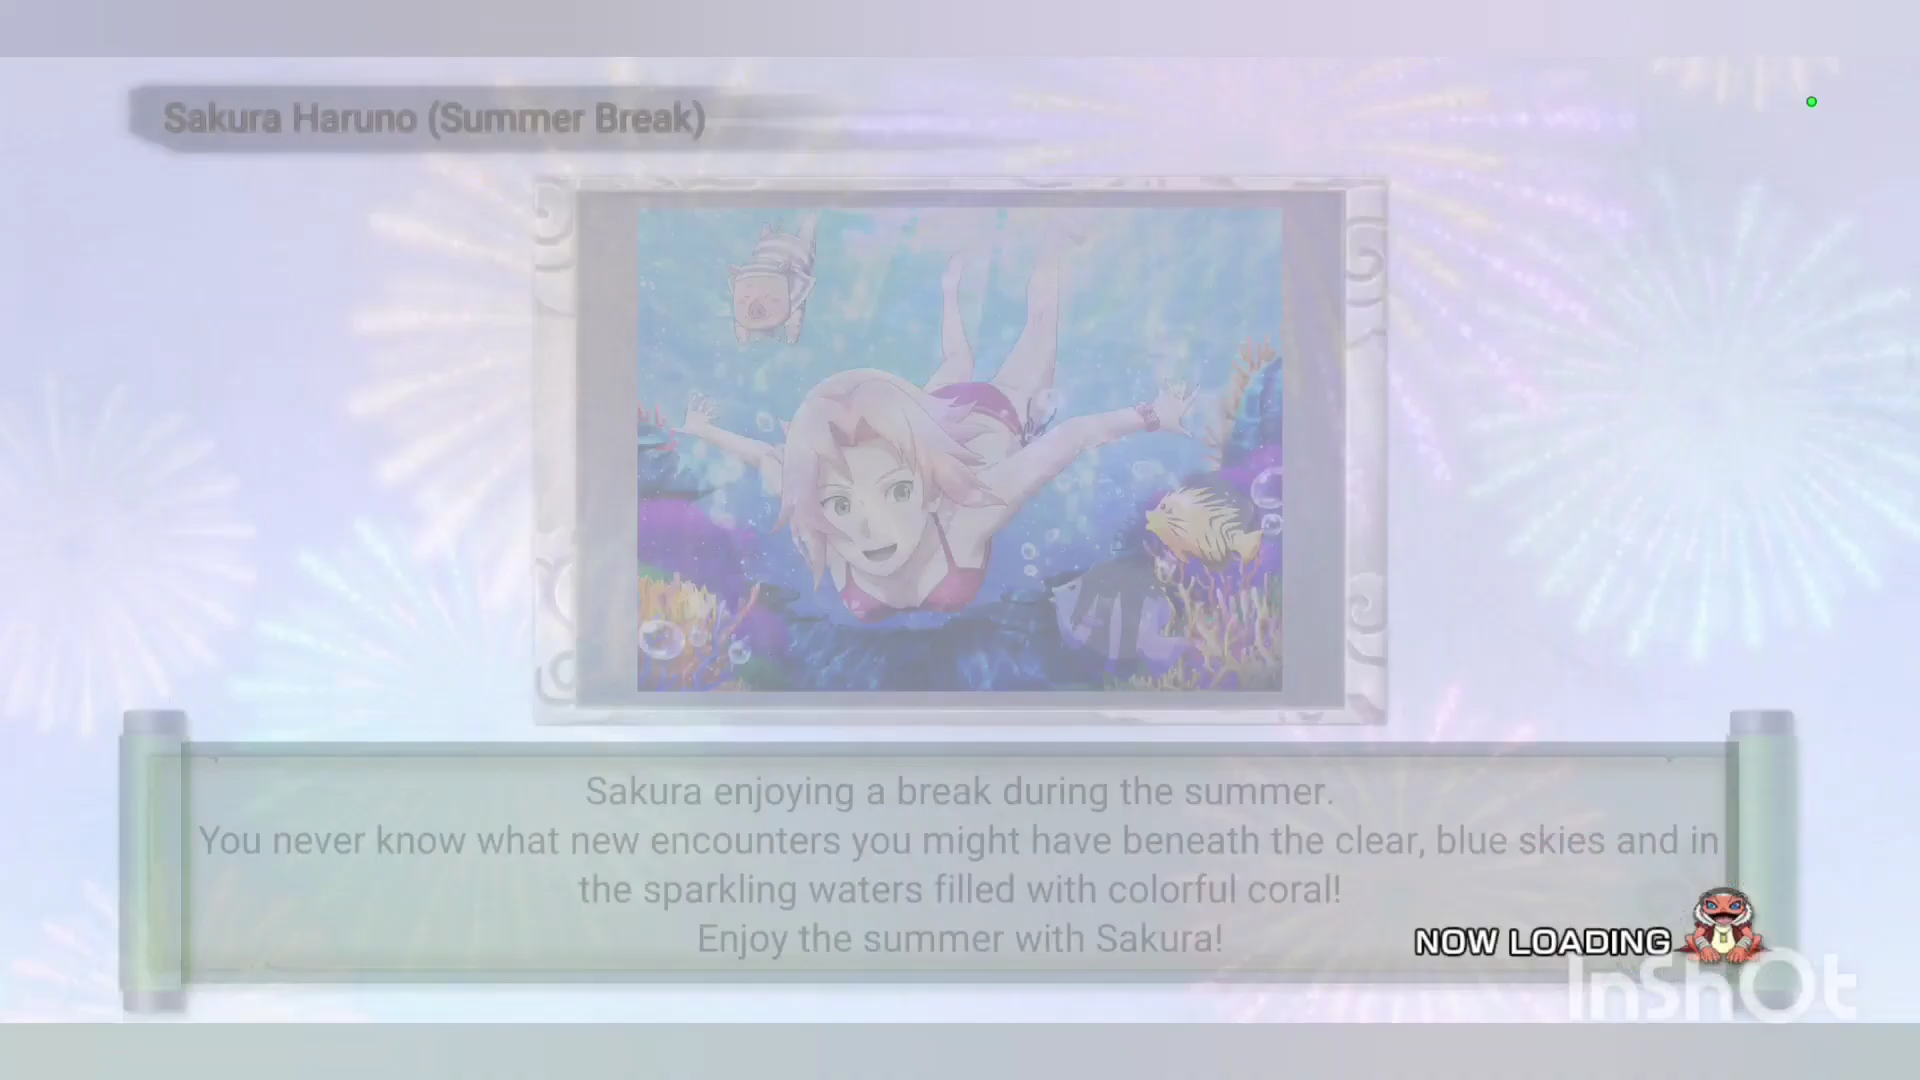 Sakura Haruno (Summer Break)
Sakura enjoying a break during the summer.
You never know what new encounters you might have beneath the clear, blue skies and in
the sparkling waters filled with colorful coral!
Enjoy the summer with Sakura!
NOW LOADING
InShOt